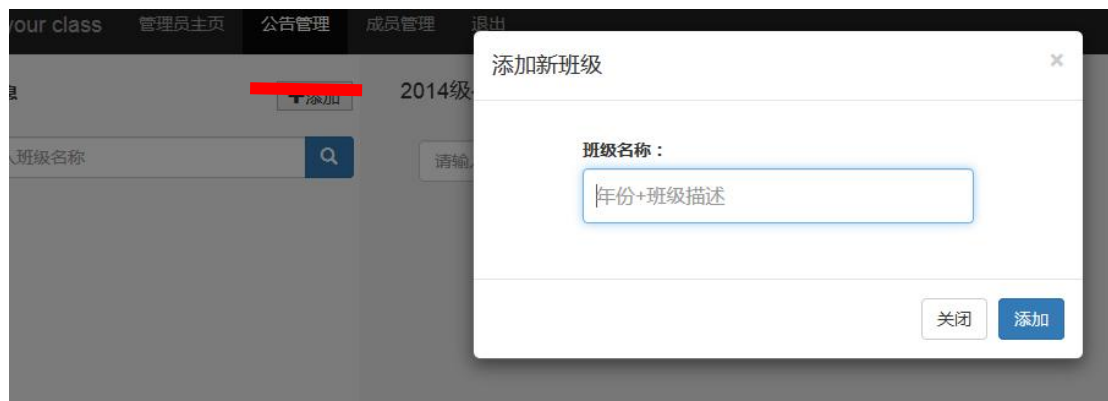 your class 管理员主页 公告管理 成员管理 退出
添加新班级 ×
息 +添加 2014级
入班级名称 请输入
班级名称：
年份+班级描述
关闭 添加